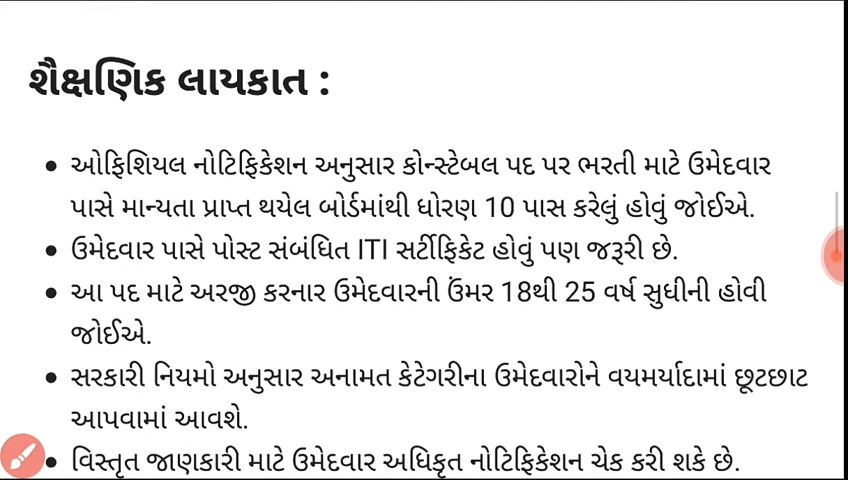 શૈક્ષણિક લાયકાત :
• ઓફિશિયલ નોટિફિકેશન અનુસાર કોન્સ્ટેબલ પદ પર ભરતી માટે ઉમેદવાર
પાસે માન્યતા પ્રાપ્ત થયેલ બોર્ડમાંથી ધોરણ 10 પાસ કરેલું હોવું જોઈએ.
• ઉમેદવાર પાસે પોસ્ટ સંબંધિત ITI સર્ટીફિકેટ હોવું પણ જરૂરી છે.
• આ પદ માટે અરજી કરનાર ઉમેદવારની ઉંમર 18થી 25 વર્ષ સુધીની હોવી
જોઈએ.
• સરકારી નિયમો અનુસાર અનામત કેટેગરીના ઉમેદવારોને વયમર્યાદામાં છૂટછાટ
આપવામાં આવશે.
• વિસ્તૃત જાણકારી માટે ઉમેદવાર અધિકૃત નોટિફિકેશન ચેક કરી શકે છે.